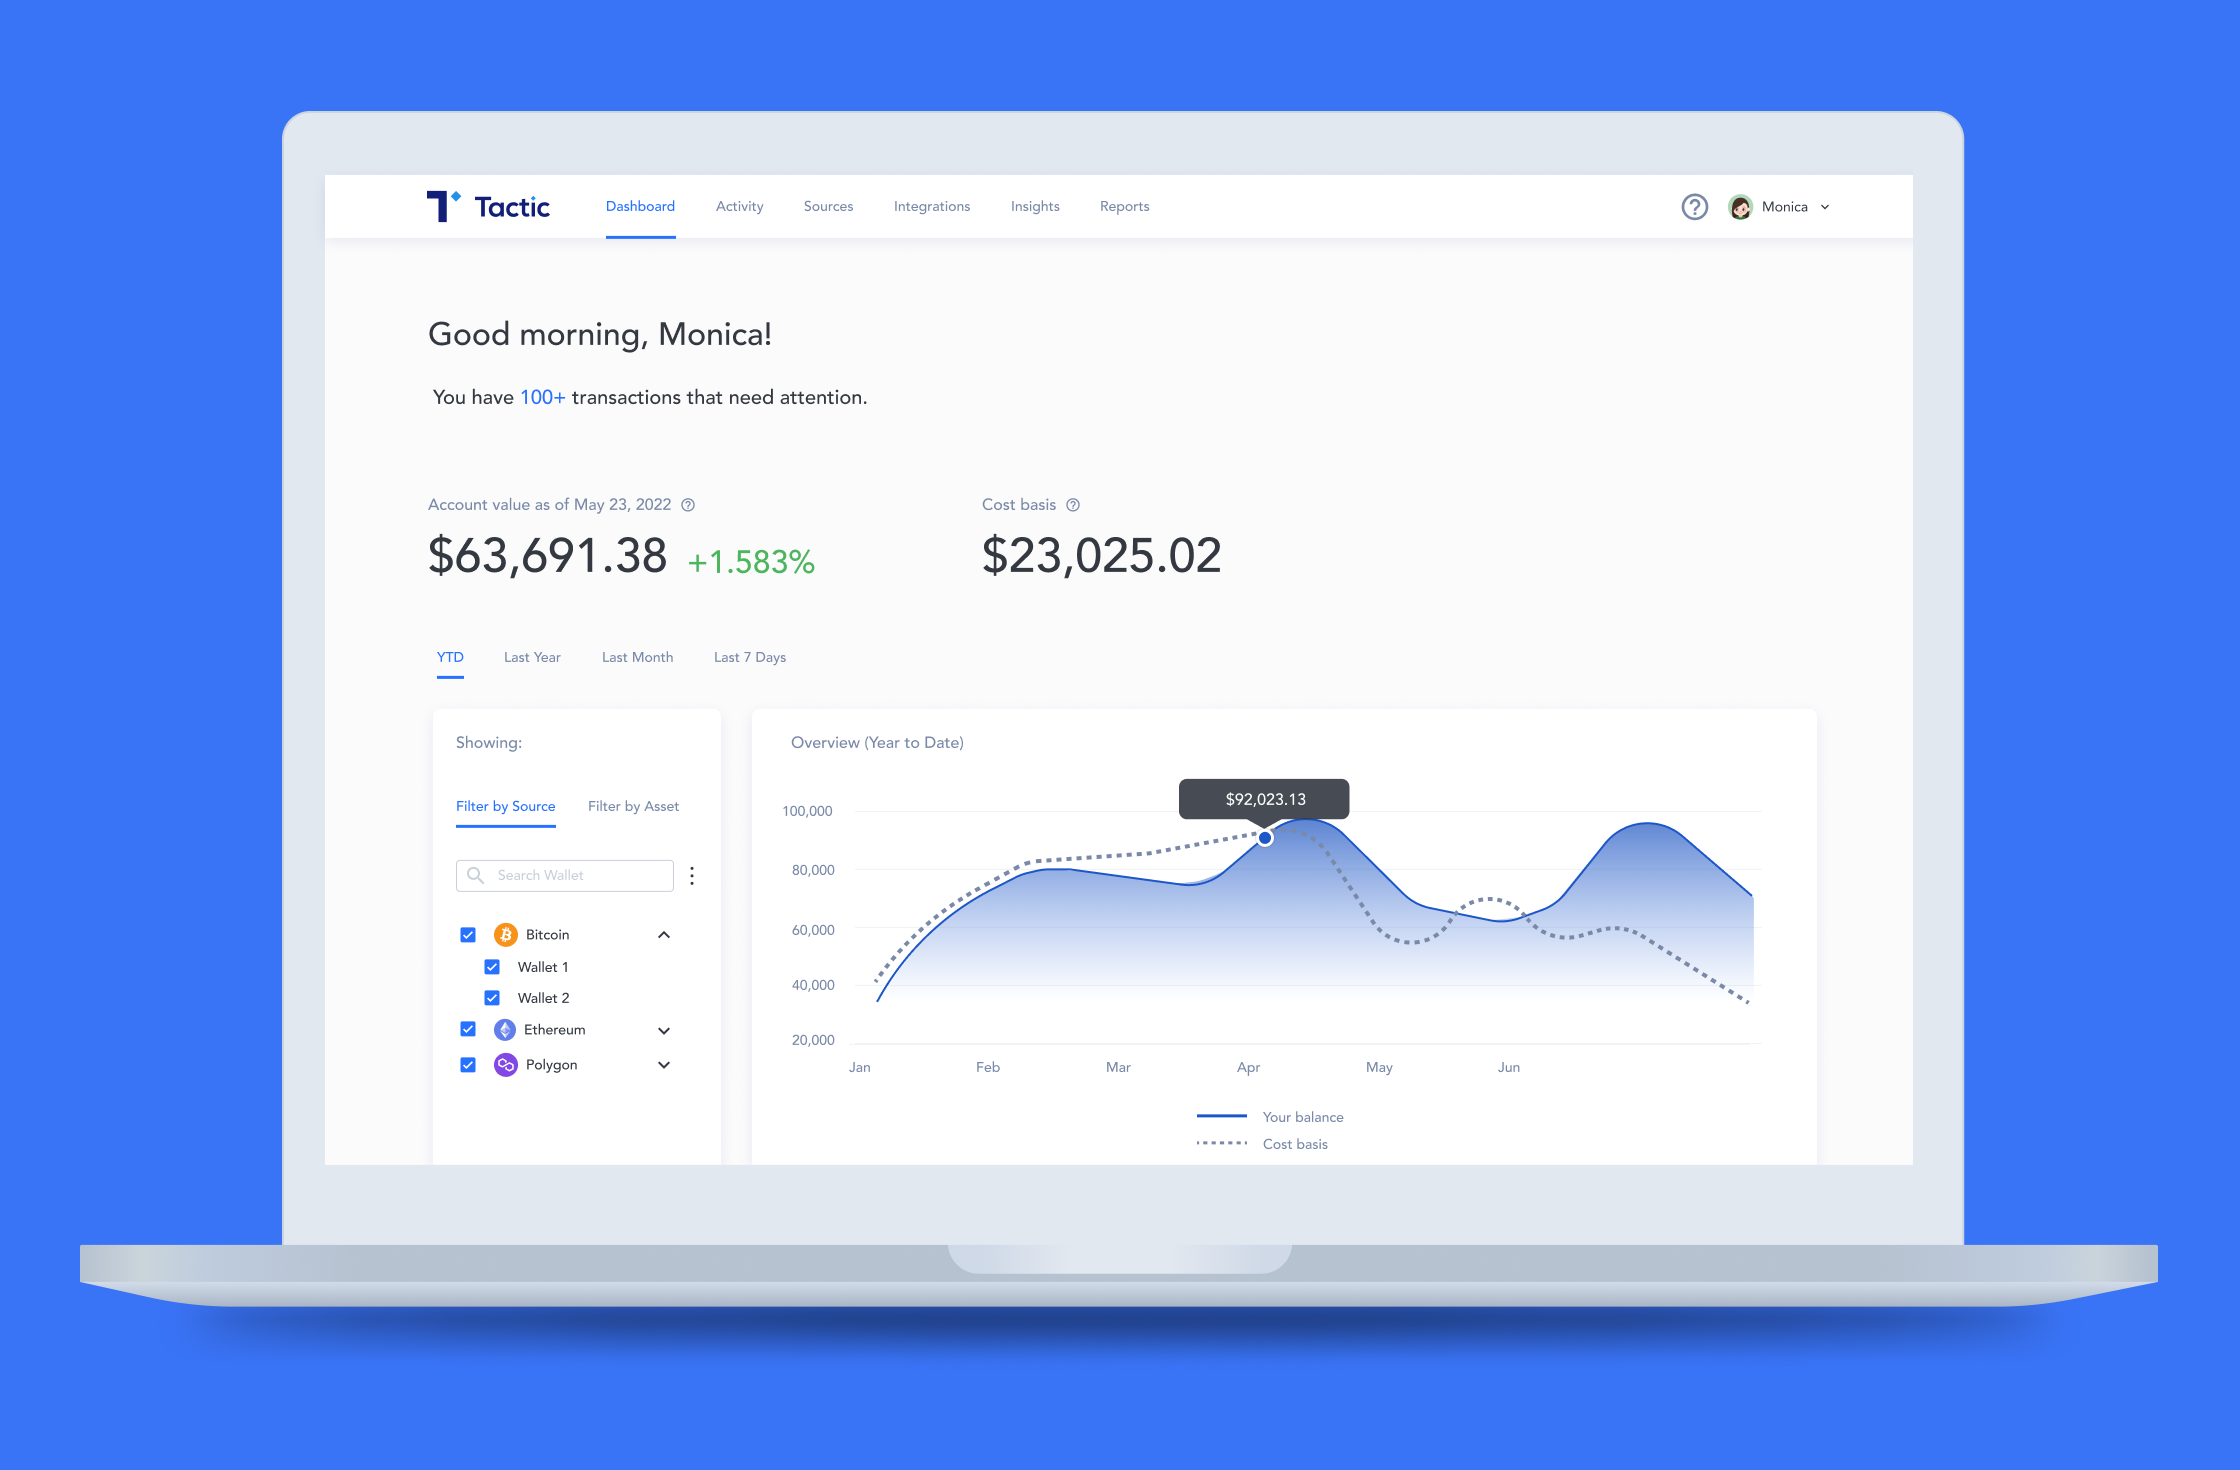 Tactic Dashboard Activity Sources Integrations Insights Reports Monica
Good morning, Monica!
You have 100+ transactions that need attention.
Account value as of May 23, 2022 Cost basis
$63,691.38 +1.583% $23,025.02
YTD Last Year Last Month Last 7 Days
Showing:
Filter by Source Filter by Asset
Search Wallet
Bitcoin
Wallet 1
Wallet 2
Ethereum
Polygon
Overview (Year to Date)
$92,023.13
100,000
80,000
60,000
40,000
20,000
Jan Feb Mar Apr May Jun
Your balance
Cost basis